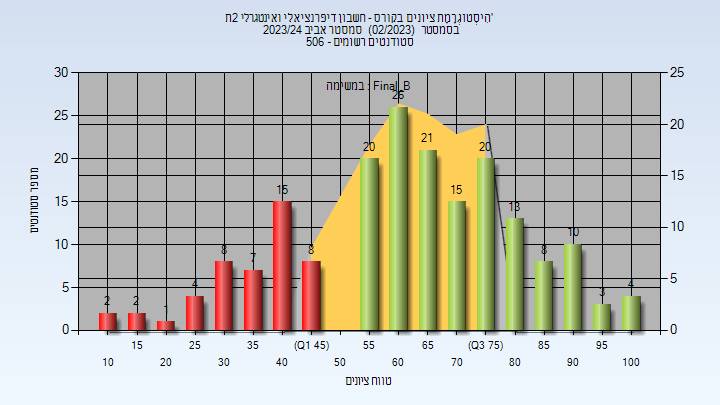 הִיסְטוֹגְרָמַת ציונים בקורס - חשבון דיפרנציאלי ואינטגרלי 2ח'
בסמסטר (02/2023) סמסטר אביב 2023/24
סטודנטים רשומים - 506
במשימה : Final_B
30 25 20 15 10 5 0
מספר סטודנטים
2 2 1 4 8 7 15 8 20 26 21 15 20 13 8 10 3 4
25 20 15 10 5 0
15 25 35 (Q1 45) 55 65 (Q3 75) 85 95
10 20 30 40 50 60 70 80 90 100
טווח ציונים